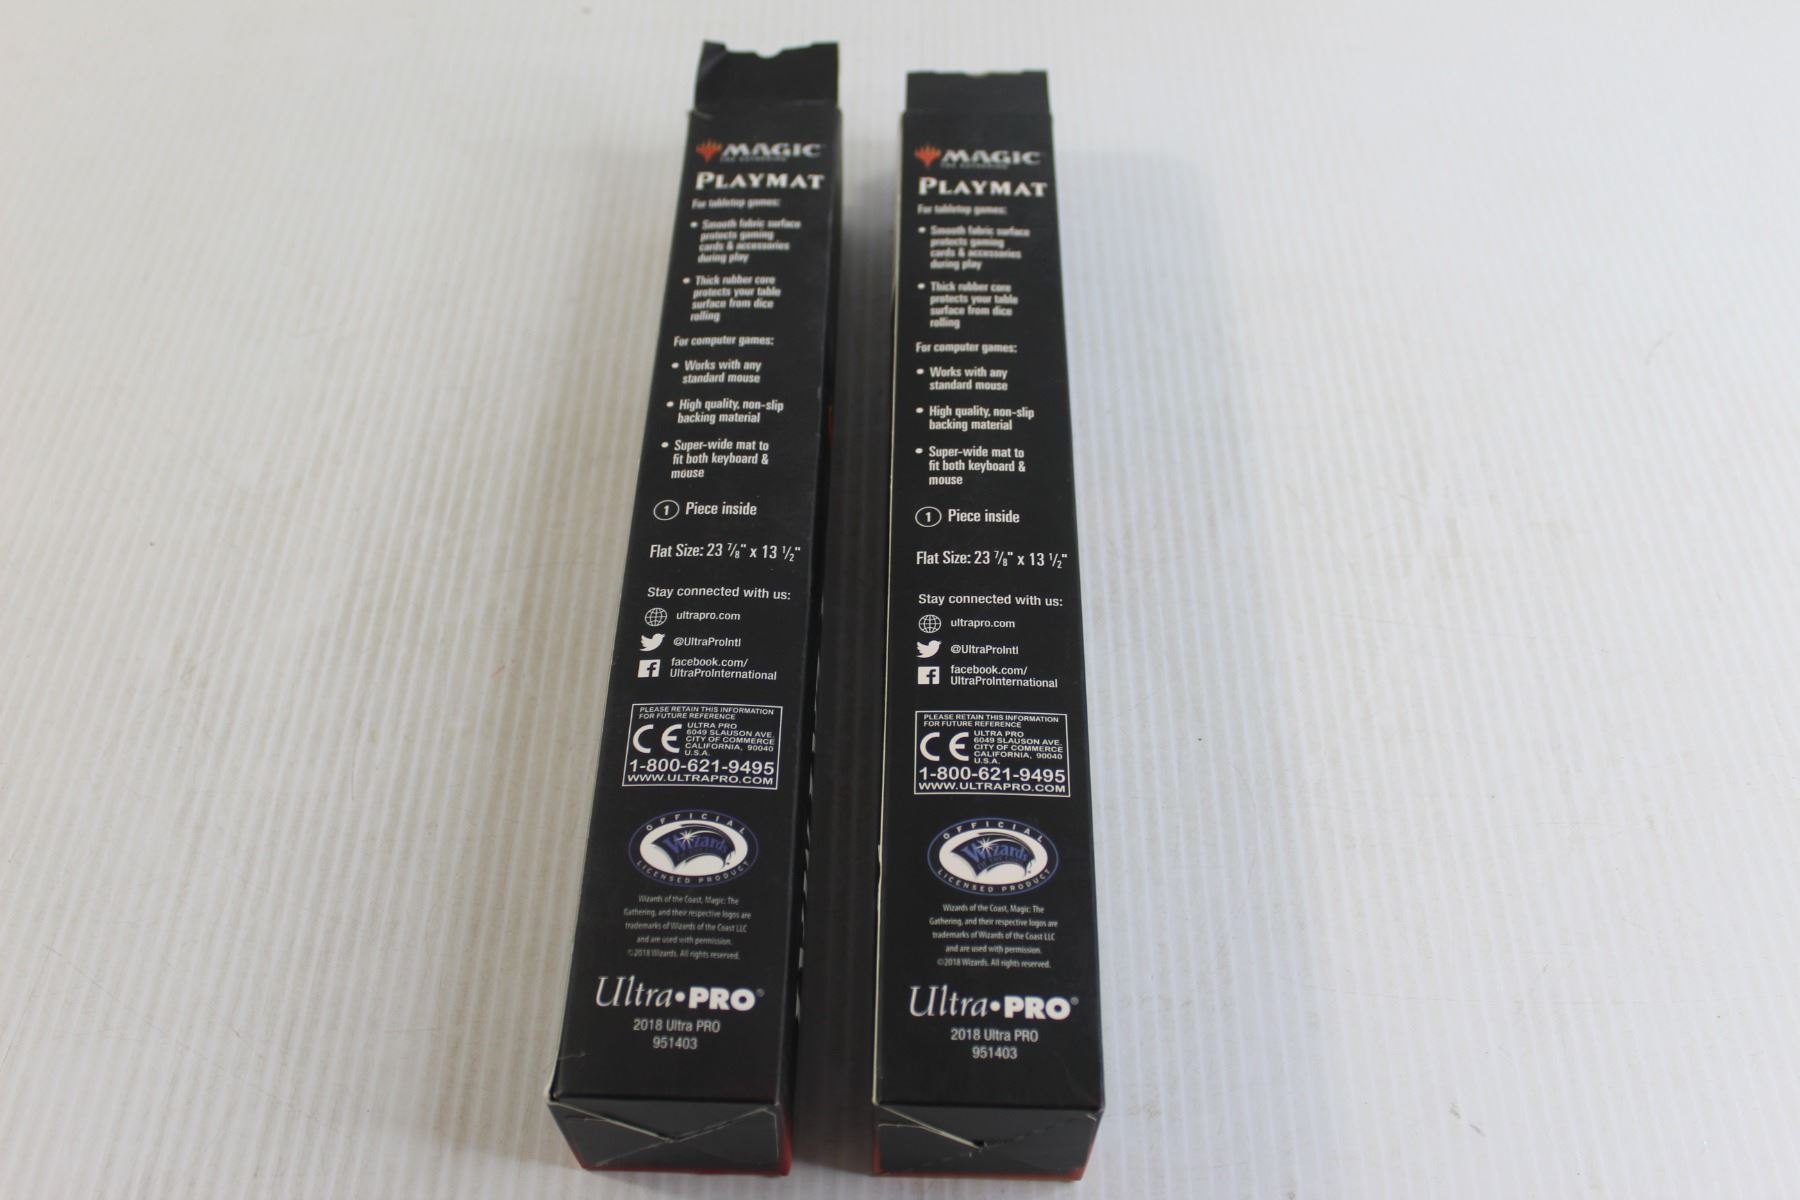 MAGIC
THE GATHERING
PLAYMAT
For tabletop games:
• Smooth fabric surface
protects gaming
cards & accessories
during play
• Thick rubber core
protects your table
surface from dice
rolling
For computer games:
• Works with any
standard mouse
• High quality, non-slip
backing material
• Super-wide mat to
fit both keyboard &
mouse
1 Piece inside
Flat Size: 23 7/8" x 13 1/2"
Stay connected with us:
ultrapro.com
@UltraProIntl
facebook.com/
UltraProInternational
PLEASE RETAIN THIS INFORMATION
FOR FUTURE REFERENCE
CE
ULTRA PRO
6049 SLAUSON AVE.
CITY OF COMMERCE
CALIFORNIA, 90040
U.S.A.
1-800-621-9495
WWW.ULTRAPRO.COM
OFFICIAL
Wizards
OF THE COAST
LICENSED PRODUCT
Wizards of the Coast, Magic: The
Gathering, and their respective logos are
trademarks of Wizards of the Coast LLC
and are used with permission.
©2018 Wizards. All rights reserved.
Ultra•PRO®
2018 Ultra PRO
951403
MAGIC
THE GATHERING
PLAYMAT
For tabletop games:
• Smooth fabric surface
protects gaming
cards & accessories
during play
• Thick rubber core
protects your table
surface from dice
rolling
For computer games:
• Works with any
standard mouse
• High quality, non-slip
backing material
• Super-wide mat to
fit both keyboard &
mouse
1 Piece inside
Flat Size: 23 7/8" x 13 1/2"
Stay connected with us:
ultrapro.com
@UltraProIntl
facebook.com/
UltraProInternational
PLEASE RETAIN THIS INFORMATION
FOR FUTURE REFERENCE
CE
ULTRA PRO
6049 SLAUSON AVE.
CITY OF COMMERCE
CALIFORNIA, 90040
U.S.A.
1-800-621-9495
WWW.ULTRAPRO.COM
OFFICIAL
Wizards
OF THE COAST
LICENSED PRODUCT
Wizards of the Coast, Magic: The
Gathering, and their respective logos are
trademarks of Wizards of the Coast LLC
and are used with permission.
©2018 Wizards. All rights reserved.
Ultra•PRO®
2018 Ultra PRO
951403